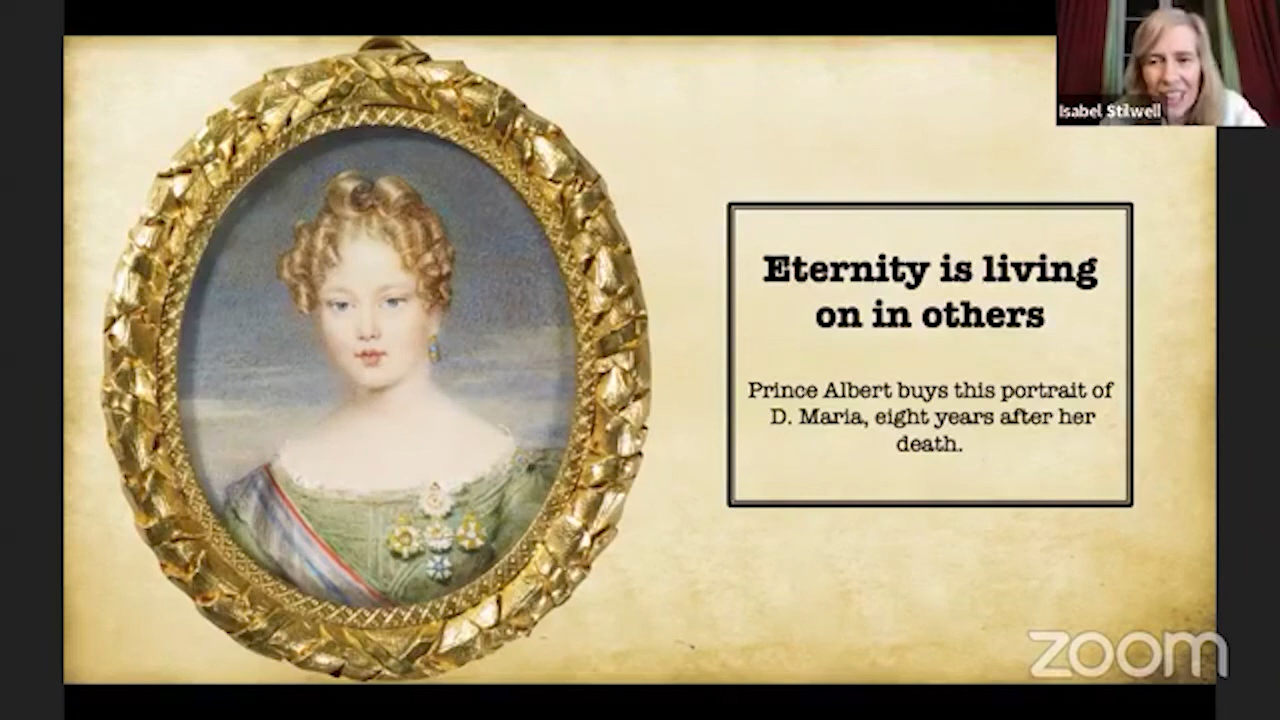 Isabel Stilwell
Eternity is living
on in others
Prince Albert buys this portrait of
D. Maria, eight years after her
death.
zoom